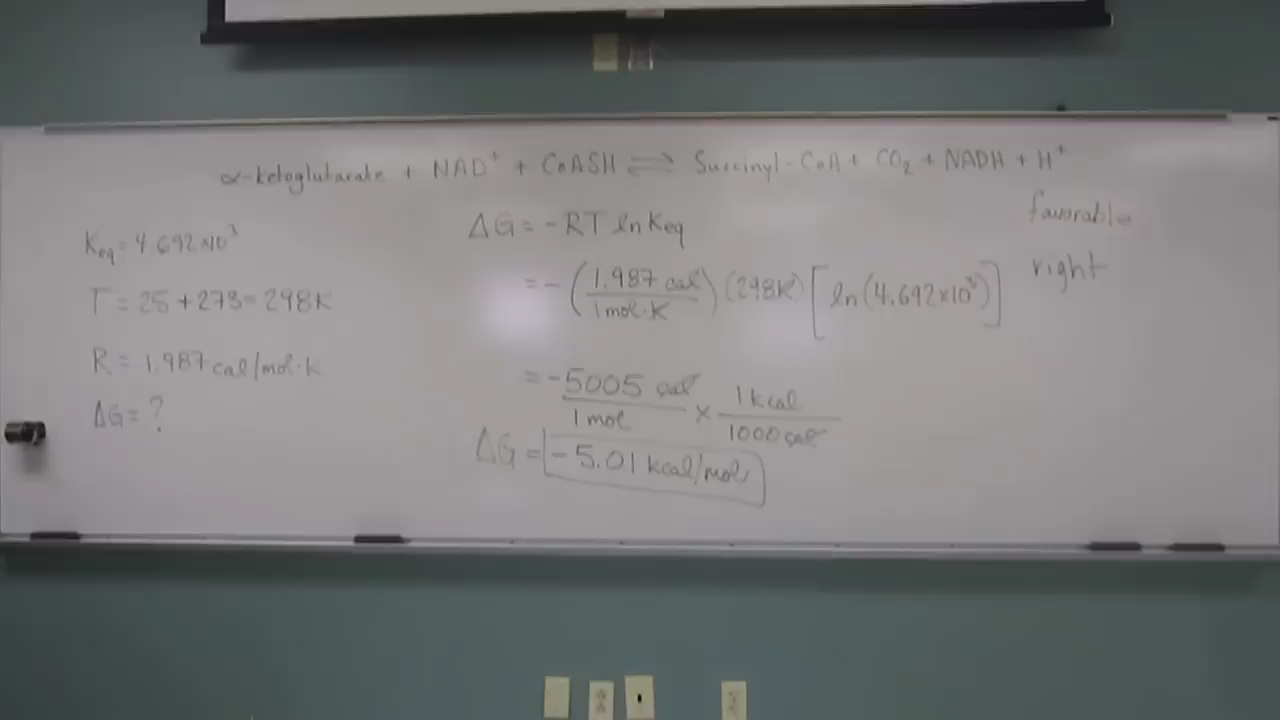 α-ketoglutarate + NAD⁺ + CoASH ⇌ Succinyl-CoA + CO₂ + NADH + H⁺
favorable
right
Keq = 4.692x10³
T = 25 + 273 = 298K
R = 1.987 cal/mol·K
ΔG = ?
ΔG = -RT ln Keq
= - (1.987 cal / 1 mol·K) (298K) [ln (4.692x10³)]
= -5005 cal / 1 mol x 1 kcal / 1000 cal
ΔG = -5.01 kcal/mol